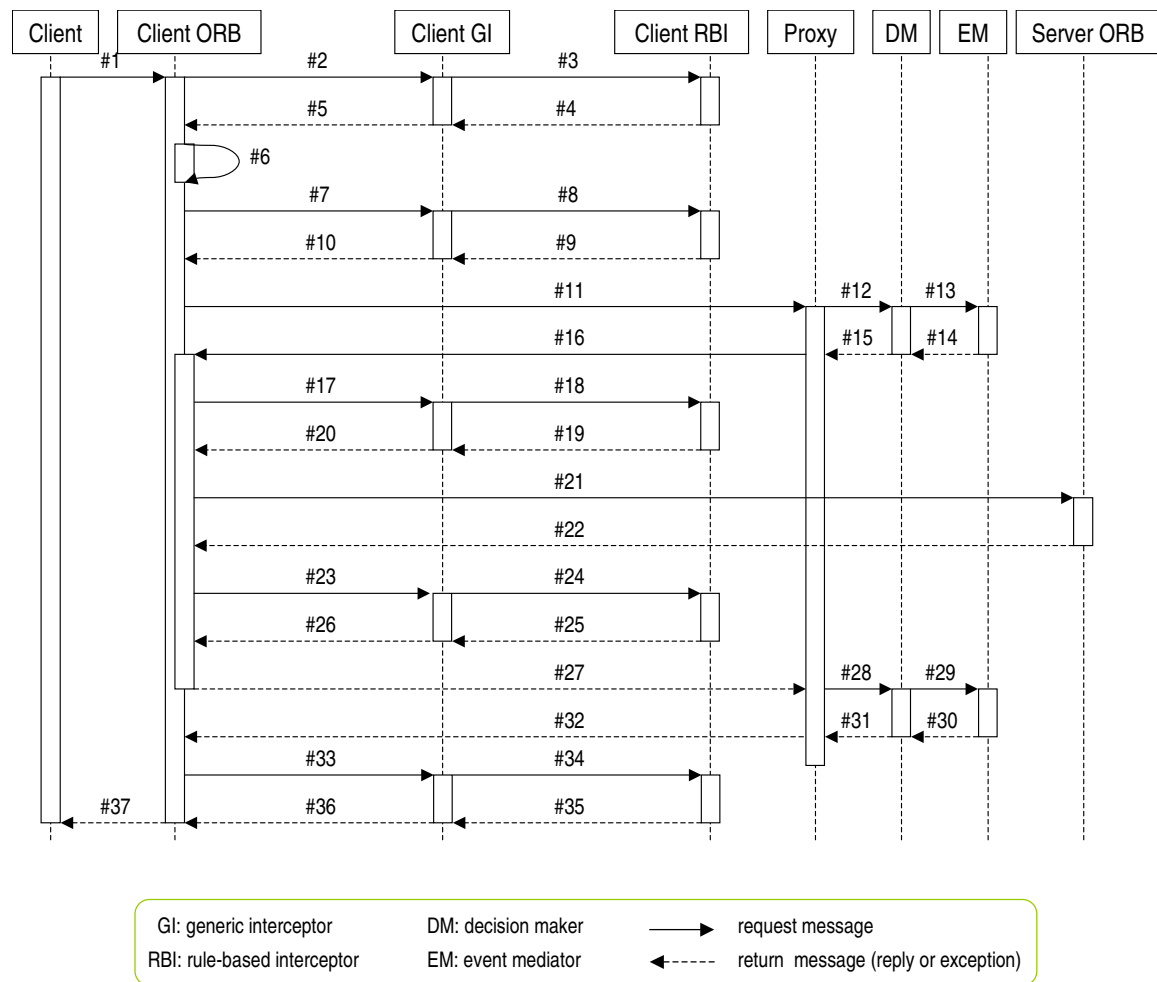 Client Client ORB Client GI Client RBI Proxy DM EM Server ORB
#1 #2 #3
#5 #4
#6
#7 #8
#10 #9
#11 #12 #13
#16 #15 #14
#17 #18
#20 #19
#21
#22
#23 #24
#26 #25
#27 #28 #29
#32 #31 #30
#33 #34
#37 #36 #35
GI: generic interceptor DM: decision maker request message
RBI: rule-based interceptor EM: event mediator return message (reply or exception)